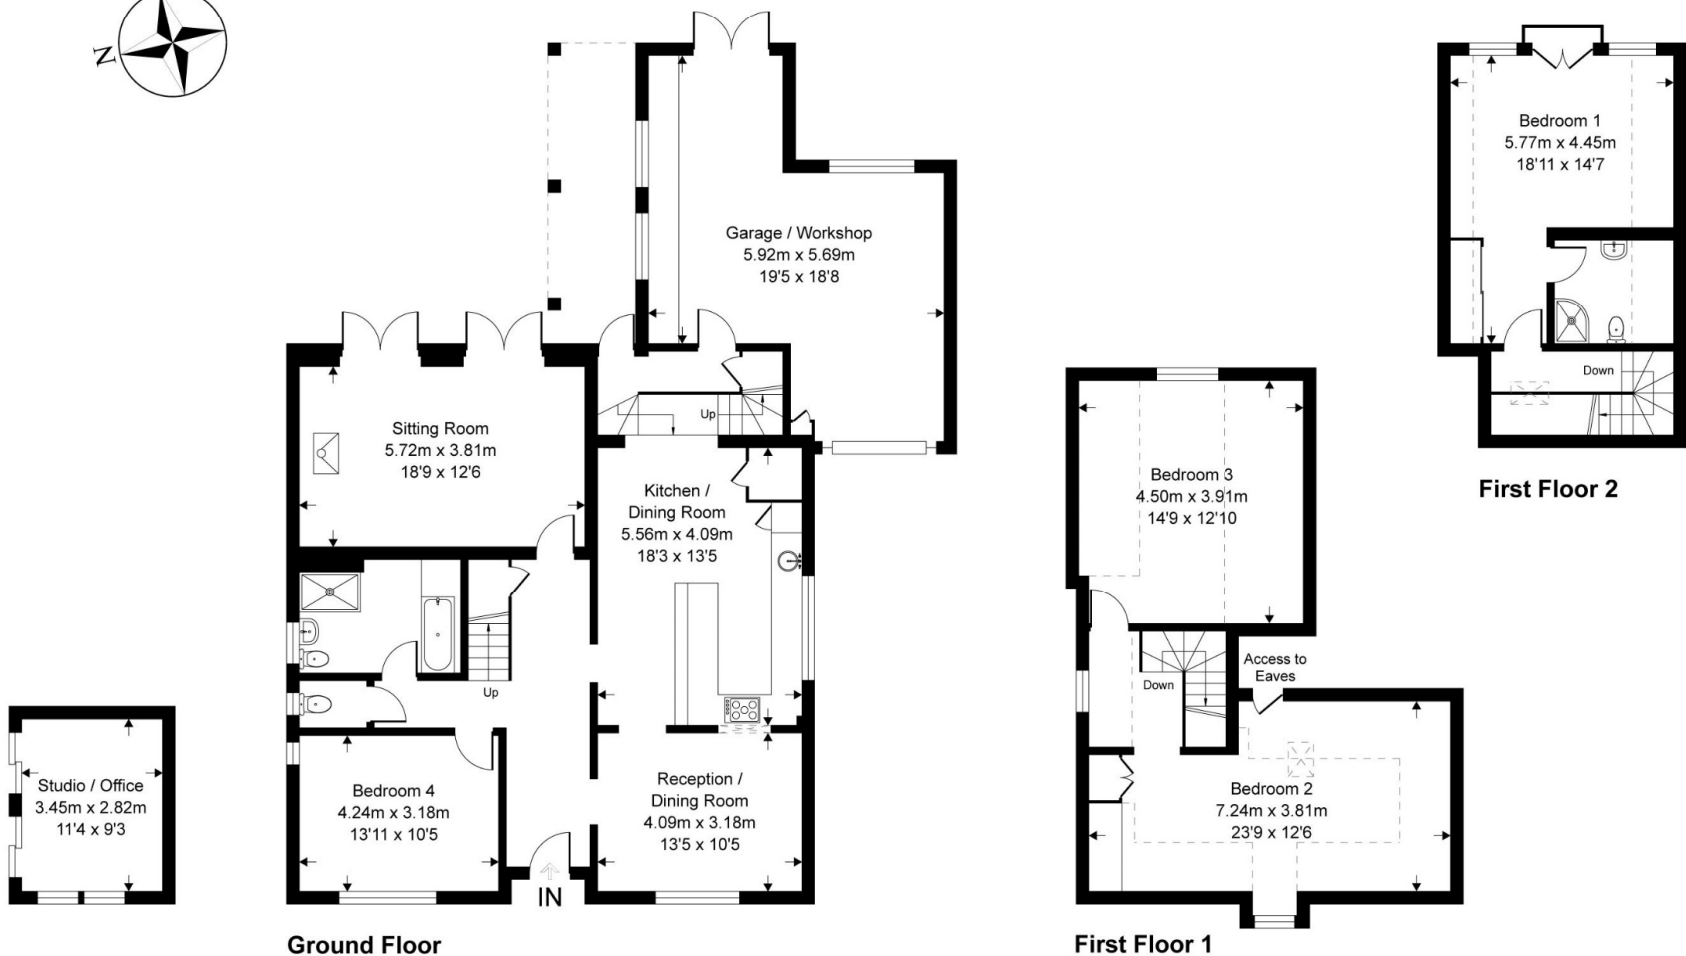 N
Garage / Workshop
5.92m x 5.69m
19'5 x 18'8
Sitting Room
5.72m x 3.81m
18'9 x 12'6
Up
Kitchen /
Dining Room
5.56m x 4.09m
18'3 x 13'5
Up
Bedroom 4
4.24m x 3.18m
13'11 x 10'5
Reception /
Dining Room
4.09m x 3.18m
13'5 x 10'5
IN
Studio / Office
3.45m x 2.82m
11'4 x 9'3
Ground Floor
Bedroom 3
4.50m x 3.91m
14'9 x 12'10
Down
Access to
Eaves
Bedroom 2
7.24m x 3.81m
23'9 x 12'6
First Floor 1
Bedroom 1
5.77m x 4.45m
18'11 x 14'7
Down
First Floor 2